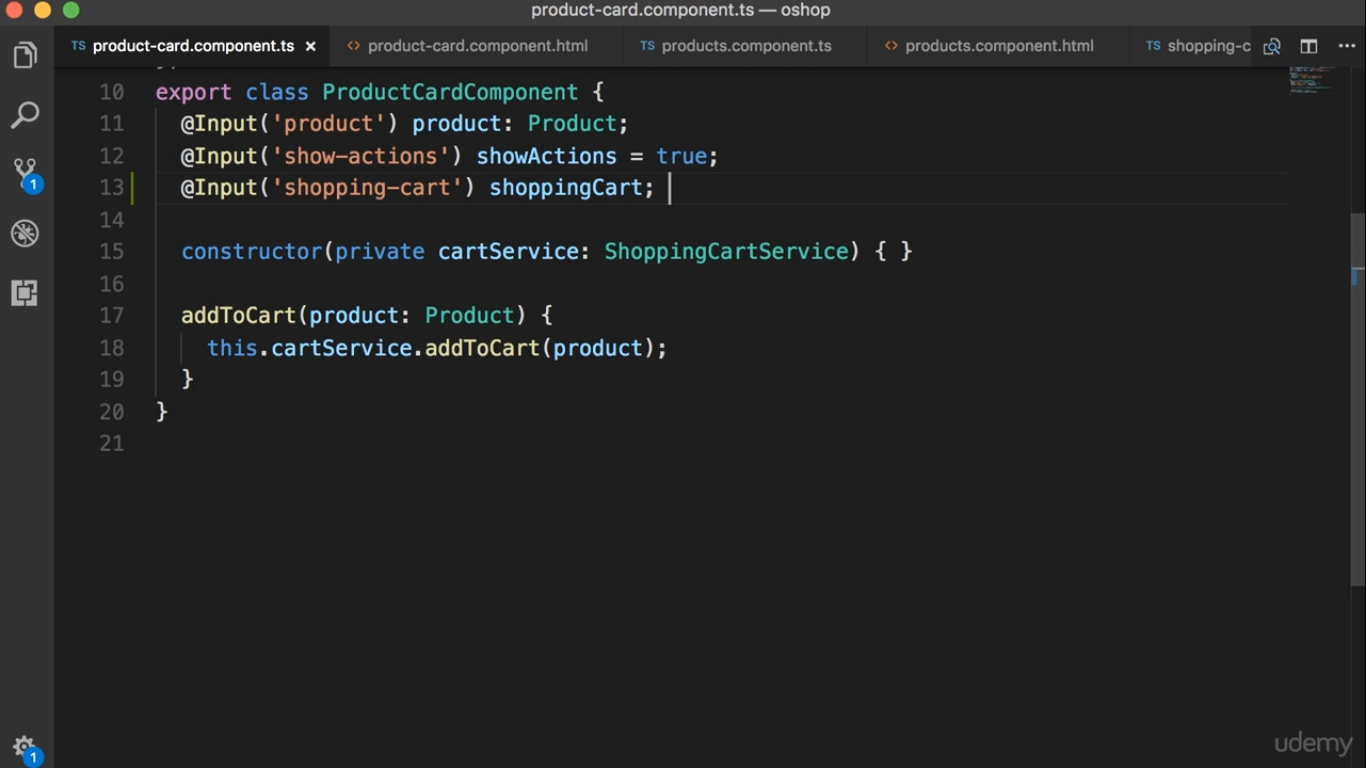 product-card.component.ts — oshop
TS product-card.component.ts × <> product-card.component.html TS products.component.ts <> products.component.html TS shopping-c
10 export class ProductCardComponent {
11 @Input('product') product: Product;
12 @Input('show-actions') showActions = true;
13 @Input('shopping-cart') shoppingCart;
14
15 constructor(private cartService: ShoppingCartService) { }
16
17 addToCart(product: Product) {
18 this.cartService.addToCart(product);
19 }
20 }
21
1
1
udemy